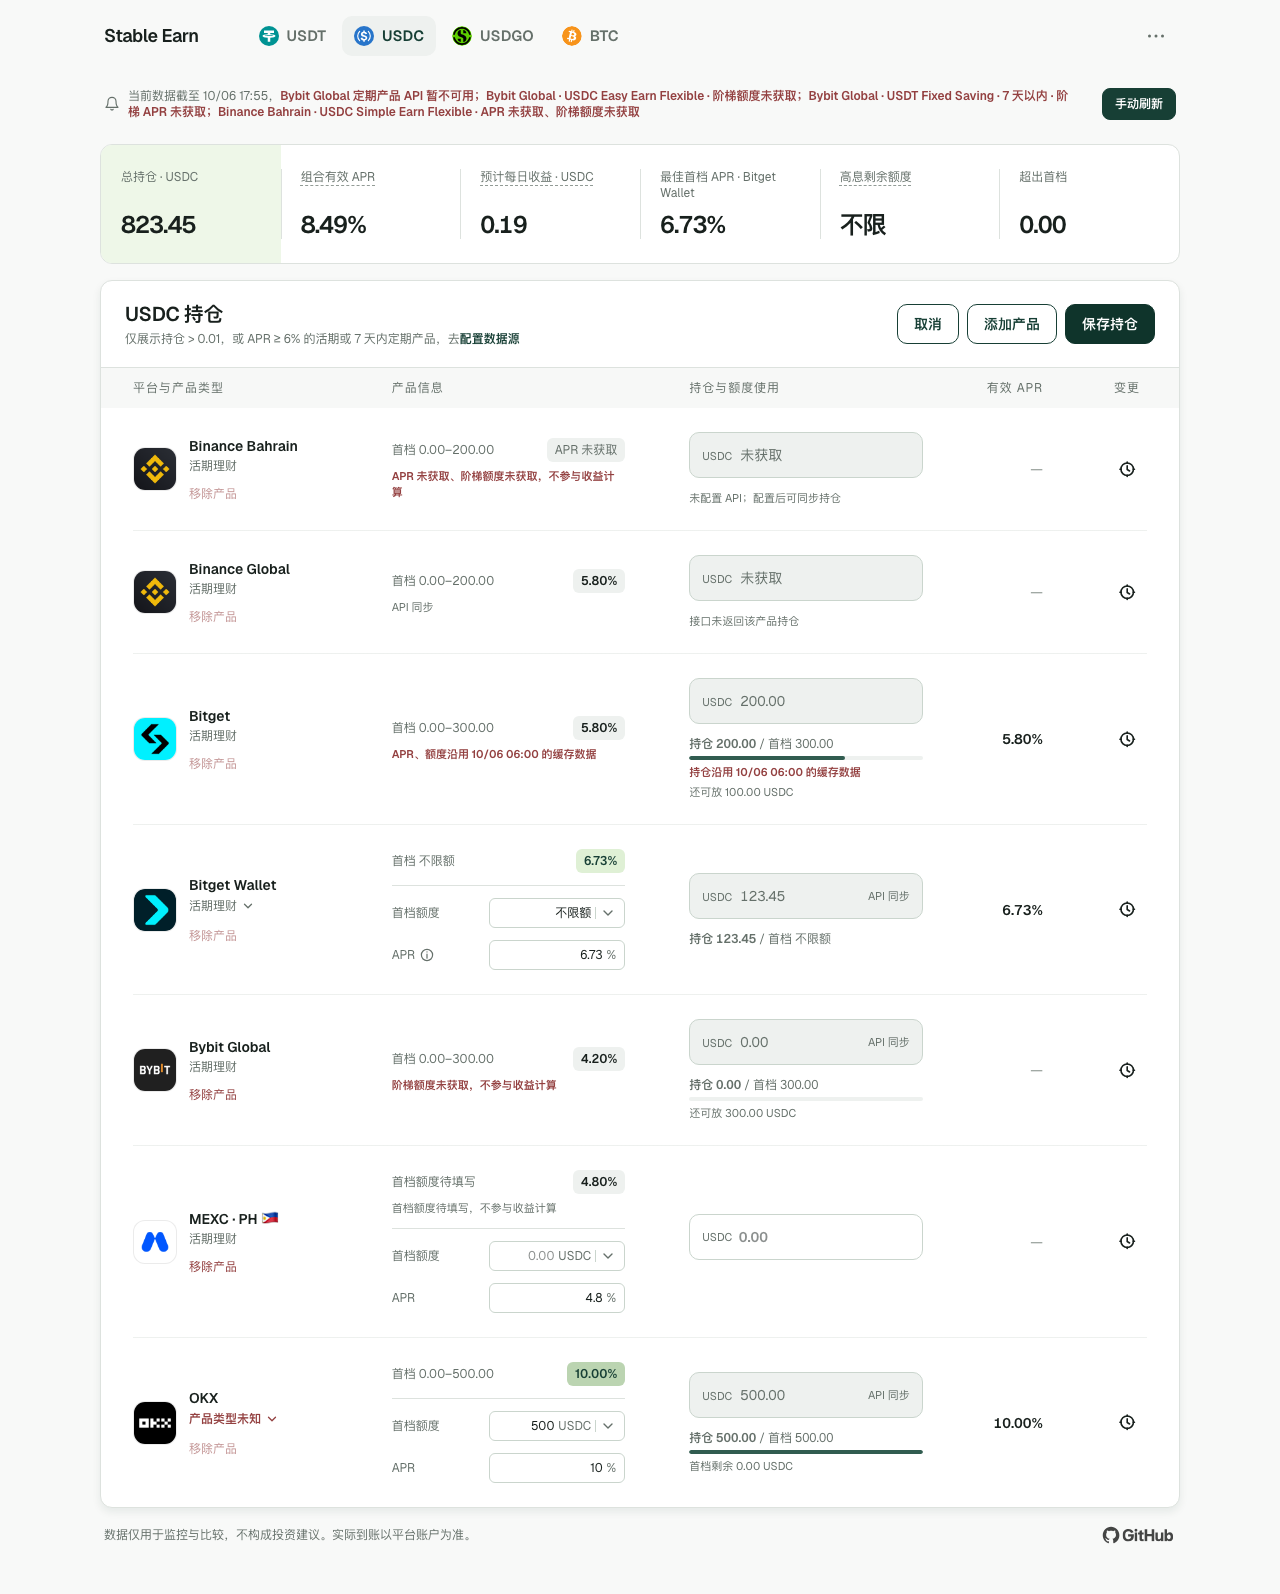 Stable Earn
USDT
USDC
USDGO
BTC
当前数据截至 10/06 17:55，Bybit Global 定期产品 API 暂不可用；Bybit Global · USDC Easy Earn Flexible · 阶梯额度未获取；Bybit Global · USDT Fixed Saving · 7 天以内 · 阶
梯 APR 未获取；Binance Bahrain · USDC Simple Earn Flexible · APR 未获取、阶梯额度未获取
手动刷新
总持仓 · USDC
823.45
组合有效 APR
8.49%
预计每日收益 · USDC
0.19
最佳首档 APR · Bitget
Wallet
6.73%
高息剩余额度
不限
超出首档
0.00
USDC 持仓
仅展示持仓 > 0.01，或 APR ≥ 6% 的活期或 7 天内定期产品，去配置数据源
取消
添加产品
保存持仓
平台与产品类型
产品信息
持仓与额度使用
有效 APR
变更
Binance Bahrain
活期理财
移除产品
首档 0.00–200.00
APR 未获取
APR 未获取、阶梯额度未获取，不参与收益计
算
USDC 未获取
未配置 API；配置后可同步持仓
—
Binance Global
活期理财
移除产品
首档 0.00–200.00
5.80%
API 同步
USDC 未获取
接口未返回该产品持仓
—
Bitget
活期理财
移除产品
首档 0.00–300.00
5.80%
APR、额度沿用 10/06 06:00 的缓存数据
USDC 200.00
持仓 200.00 / 首档 300.00
持仓沿用 10/06 06:00 的缓存数据
还可放 100.00 USDC
5.80%
Bitget Wallet
活期理财
移除产品
首档 不限额
6.73%
首档额度
不限额
APR
6.73 %
USDC 123.45
API 同步
持仓 123.45 / 首档 不限额
6.73%
BYBIT
Bybit Global
活期理财
移除产品
首档 0.00–300.00
4.20%
阶梯额度未获取，不参与收益计算
USDC 0.00
API 同步
持仓 0.00 / 首档 300.00
还可放 300.00 USDC
—
MEXC · PH 🇵🇭
活期理财
移除产品
首档额度待填写
4.80%
首档额度待填写，不参与收益计算
首档额度
0.00 USDC
APR
4.8 %
USDC 0.00
—
OKX
OKX
产品类型未知
移除产品
首档 0.00–500.00
10.00%
首档额度
500 USDC
APR
10 %
USDC 500.00
API 同步
持仓 500.00 / 首档 500.00
首档剩余 0.00 USDC
10.00%
数据仅用于监控与比较，不构成投资建议。实际到账以平台账户为准。
GitHub